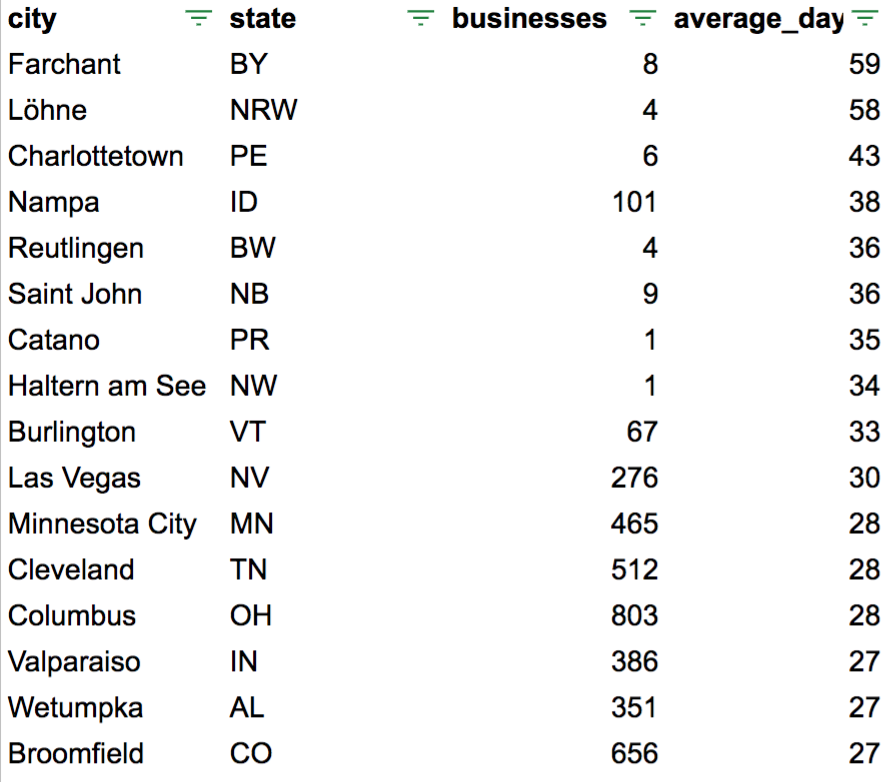 city state businesses average_day
Farchant BY 8 59
Löhne NRW 4 58
Charlottetown PE 6 43
Nampa ID 101 38
Reutlingen BW 4 36
Saint John NB 9 36
Catano PR 1 35
Haltern am See NW 1 34
Burlington VT 67 33
Las Vegas NV 276 30
Minnesota City MN 465 28
Cleveland TN 512 28
Columbus OH 803 28
Valparaiso IN 386 27
Wetumpka AL 351 27
Broomfield CO 656 27